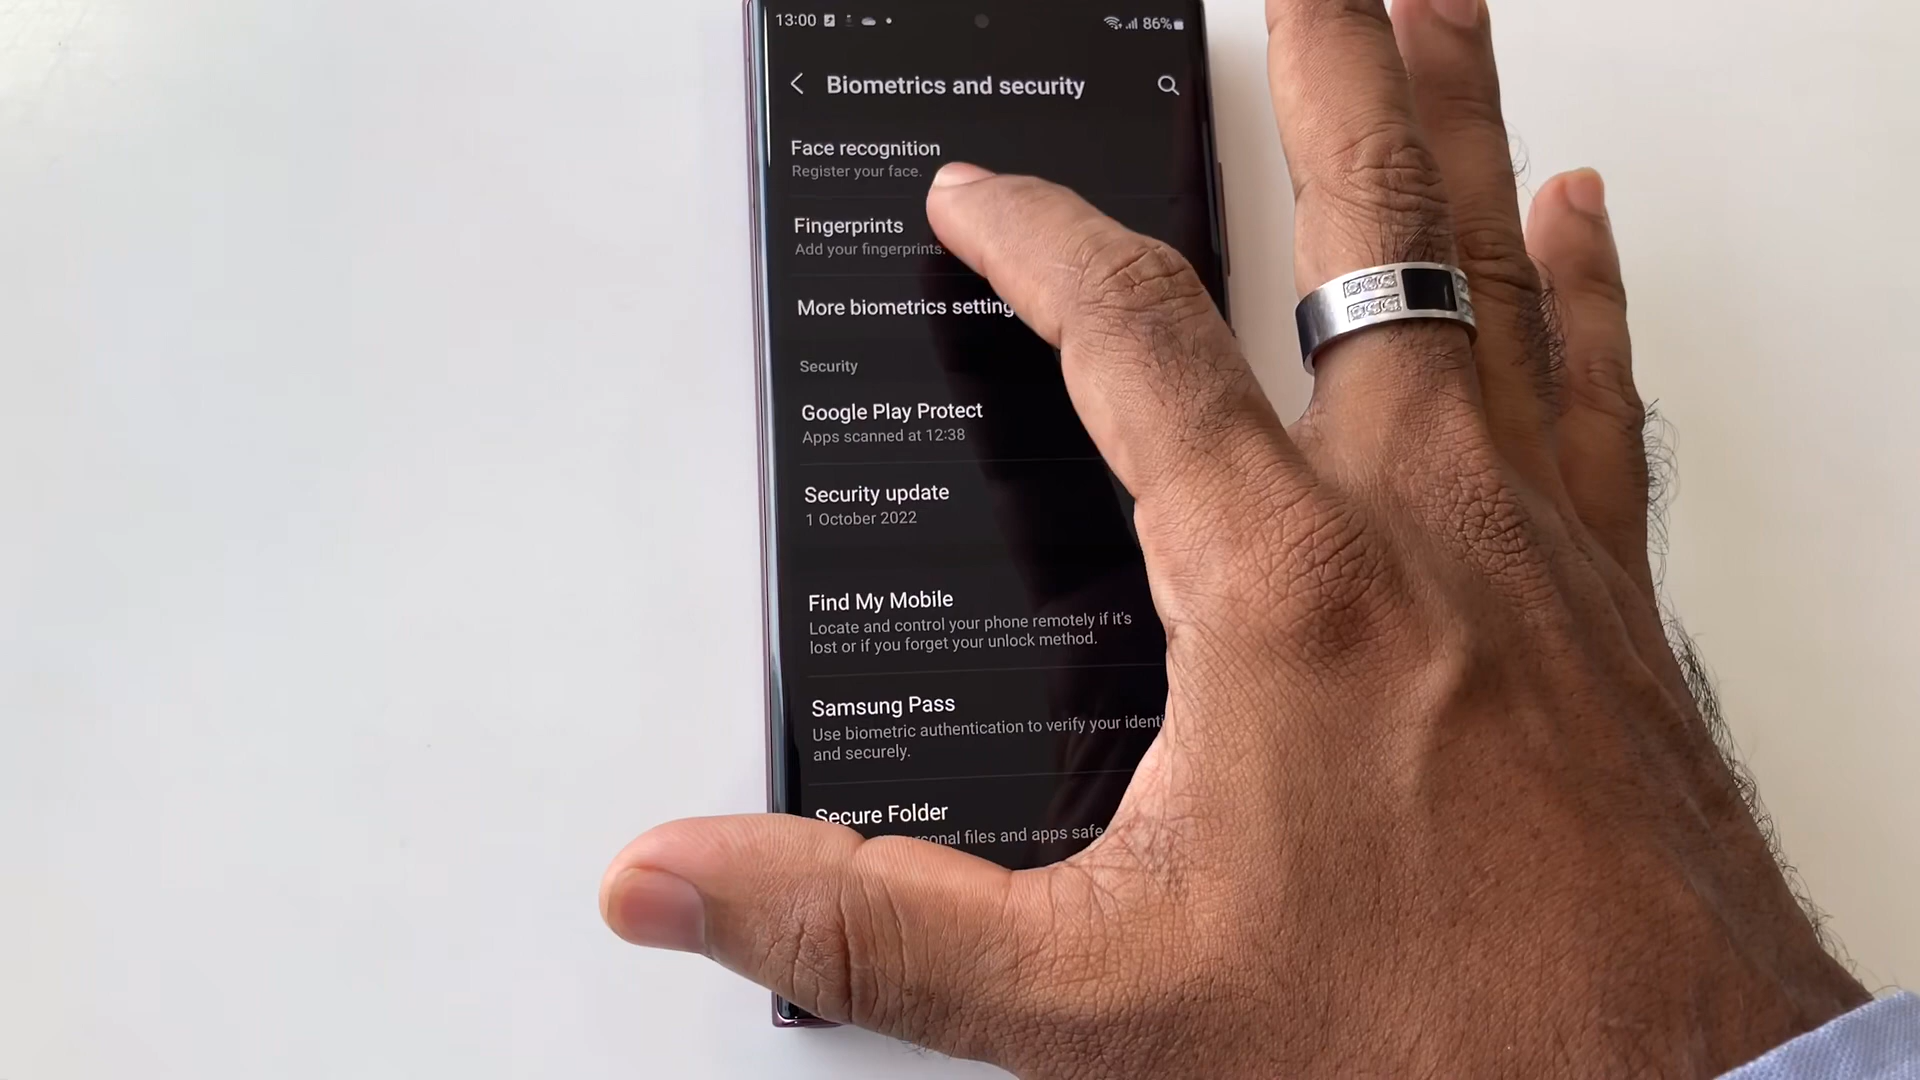 13:00
86%
Biometrics and security
Face recognition
Register your face.
Fingerprints
Add your fingerprints.
More biometrics
Security
Google Play Protect
Apps scanned at 12:38
Security update
1 October 2022
Find My Mobile
Locate and control your phone remotely if it's
lost or if you forget your unlock method.
Samsung Pass
Use biometric authentication to verify your
and securely.
Secure Folder
files and apps safe